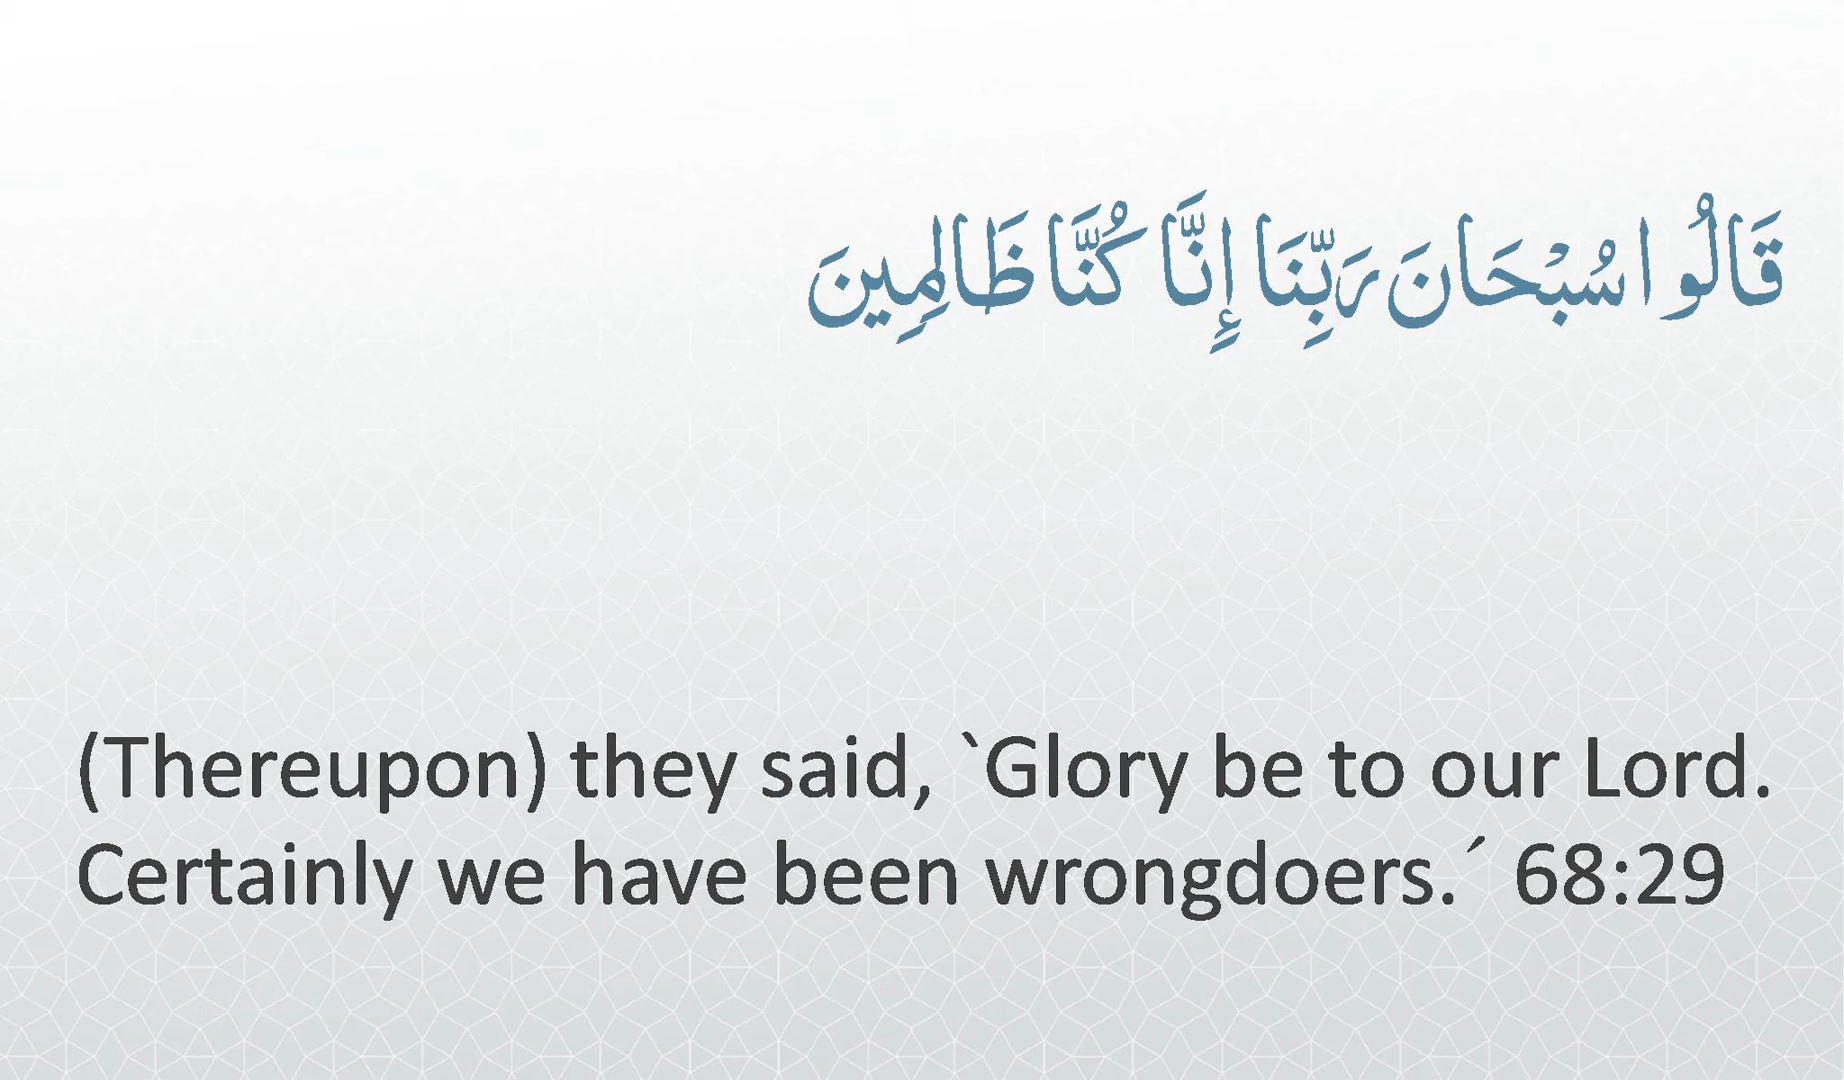 قَالُوا سُبْحَانَ رَبِّنَا إِنَّا كُنَّا ظَالِمِينَ
(Thereupon) they said, `Glory be to our Lord.
Certainly we have been wrongdoers.´ 68:29